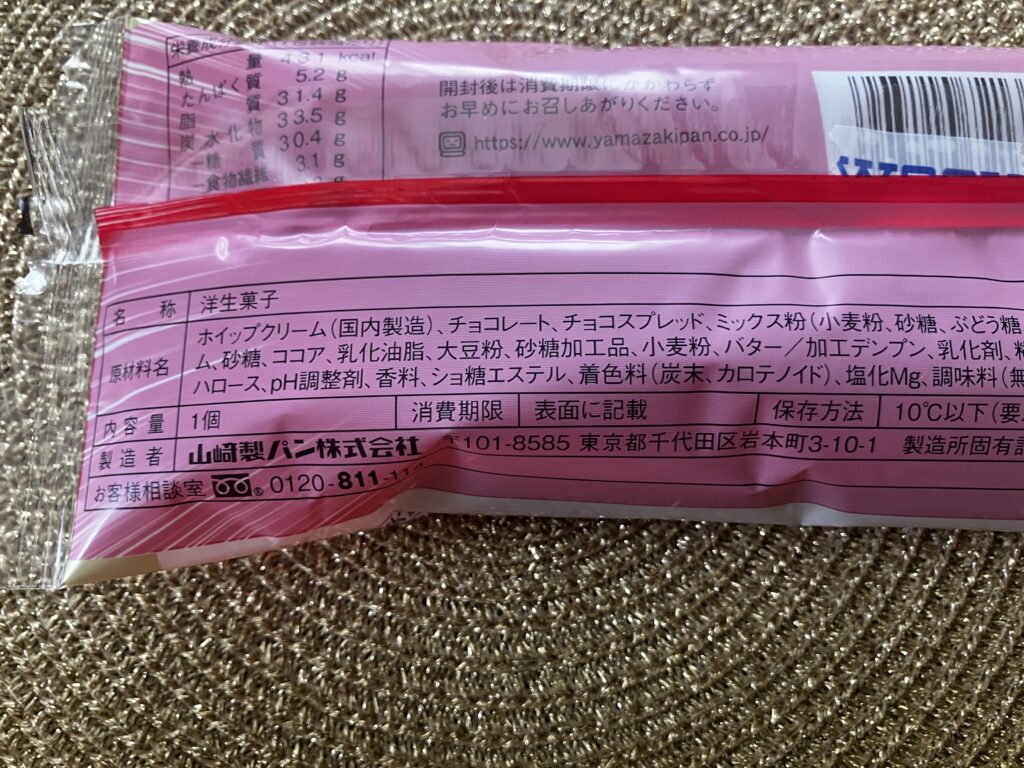 量 431 kcal
たんぱく質 5.2 g
脂 質 31.4 g
炭水化物 33.5 g
－糖 質 30.4 g
－食物繊維 3.1 g
開封後は消費期限にかかわらず
お早めにお召しあがりください。
https://www.yamazakipan.co.jp/
名 称 洋生菓子
原材料名 ホイップクリーム(国内製造)、チョコレート、チョコスプレッド、ミックス粉(小麦粉、砂糖、ぶどう糖、
ム、砂糖、ココア、乳化油脂、大豆粉、砂糖加工品、小麦粉、バター/加工デンプン、乳化剤、
ハロース、pH調整剤、香料、ショ糖エステル、着色料(炭末、カロテノイド)、塩化Mg、調味料(無
内容量 1個 消費期限 表面に記載 保存方法 10℃以下(要
製造者 山崎製パン株式会社 〒101-8585 東京都千代田区岩本町3-10-1 製造所固有
お客様相談室 0120-811-